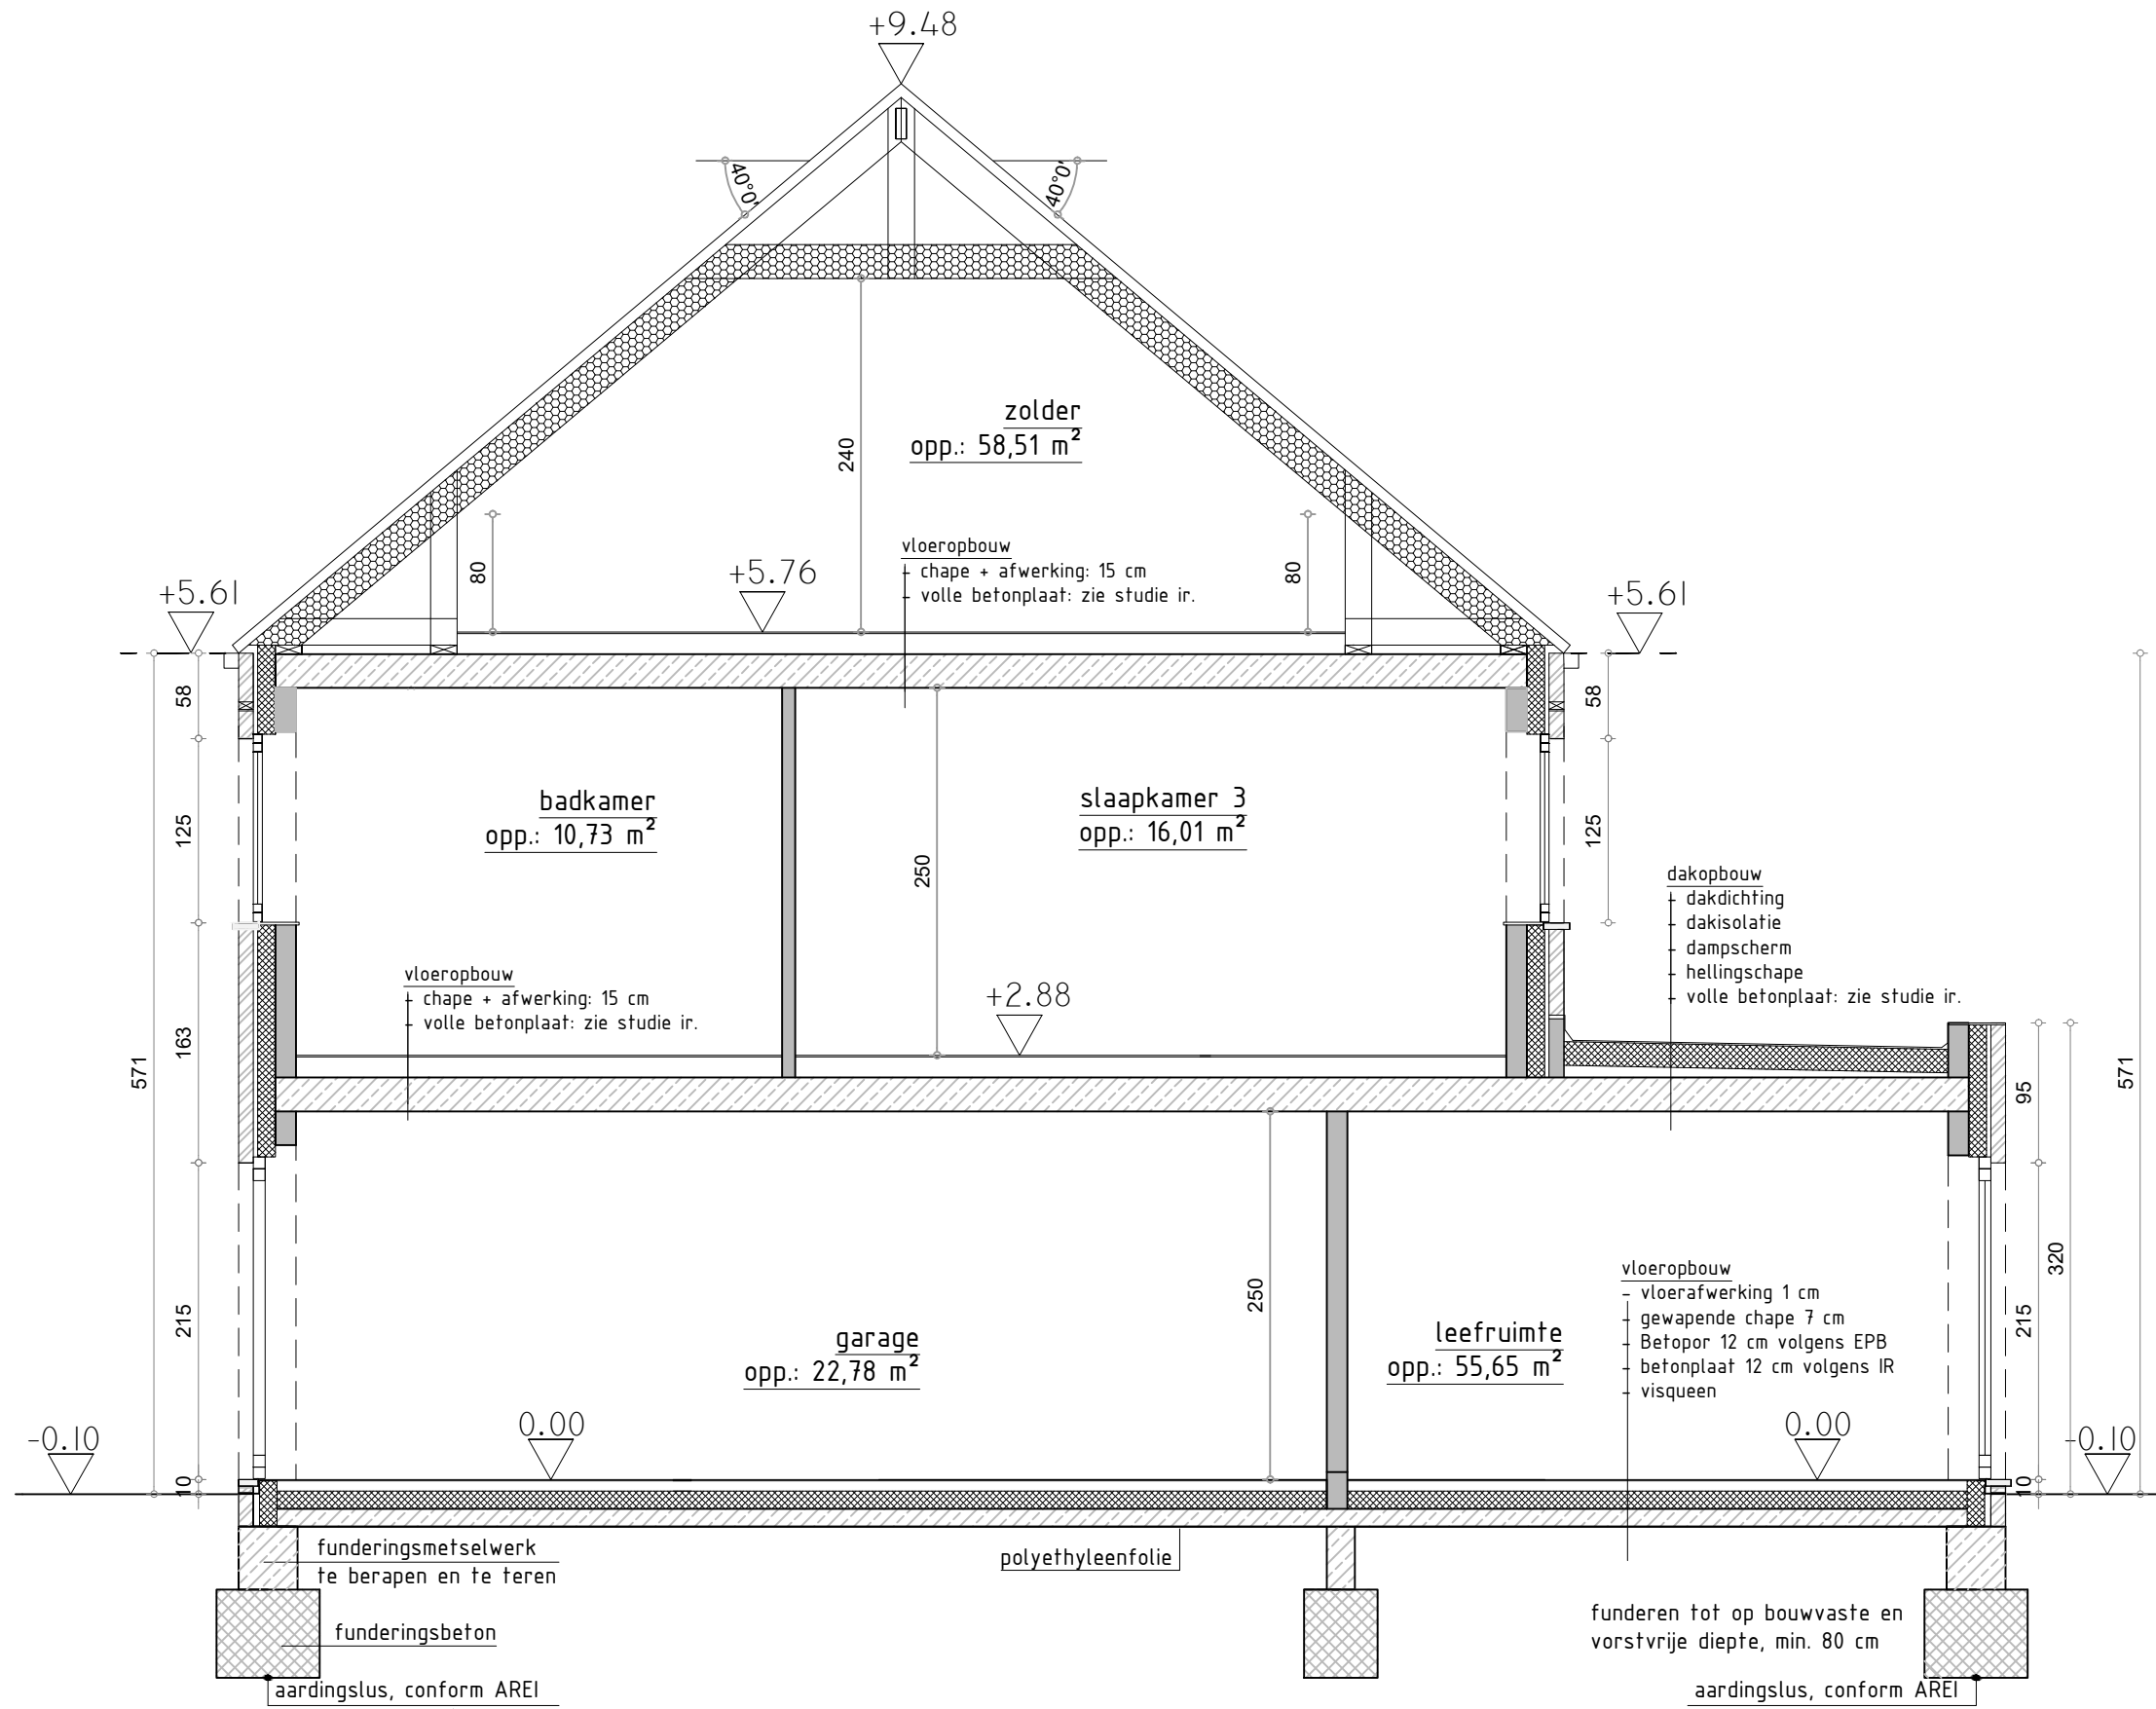 +9.48
40°0'
40°0'
zolder
opp.: 58,51 m²
240
80
80
vloeropbouw
- chape + afwerking: 15 cm
- volle betonplaat: zie studie ir.
+5.76
+5.61
+5.61
58
58
badkamer
opp.: 10,73 m²
slaapkamer 3
opp.: 16,01 m²
125
125
250
dakopbouw
- dakdichting
- dakisolatie
- dampscherm
- hellingschape
- volle betonplaat: zie studie ir.
vloeropbouw
- chape + afwerking: 15 cm
- volle betonplaat: zie studie ir.
+2.88
163
571
571
95
320
215
215
250
vloeropbouw
- vloerafwerking 1 cm
- gewapende chape 7 cm
- Betopor 12 cm volgens EPB
- betonplaat 12 cm volgens IR
- visqueen
garage
opp.: 22,78 m²
leefruimte
opp.: 55,65 m²
0.00
0.00
-0.10
-0.10
10
10
funderingsmetselwerk
te berapen en te teren
polyethyleenfolie
funderingsbeton
funderen tot op bouwvaste en
vorstvrije diepte, min. 80 cm
aardingslus, conform AREI
aardingslus, conform AREI